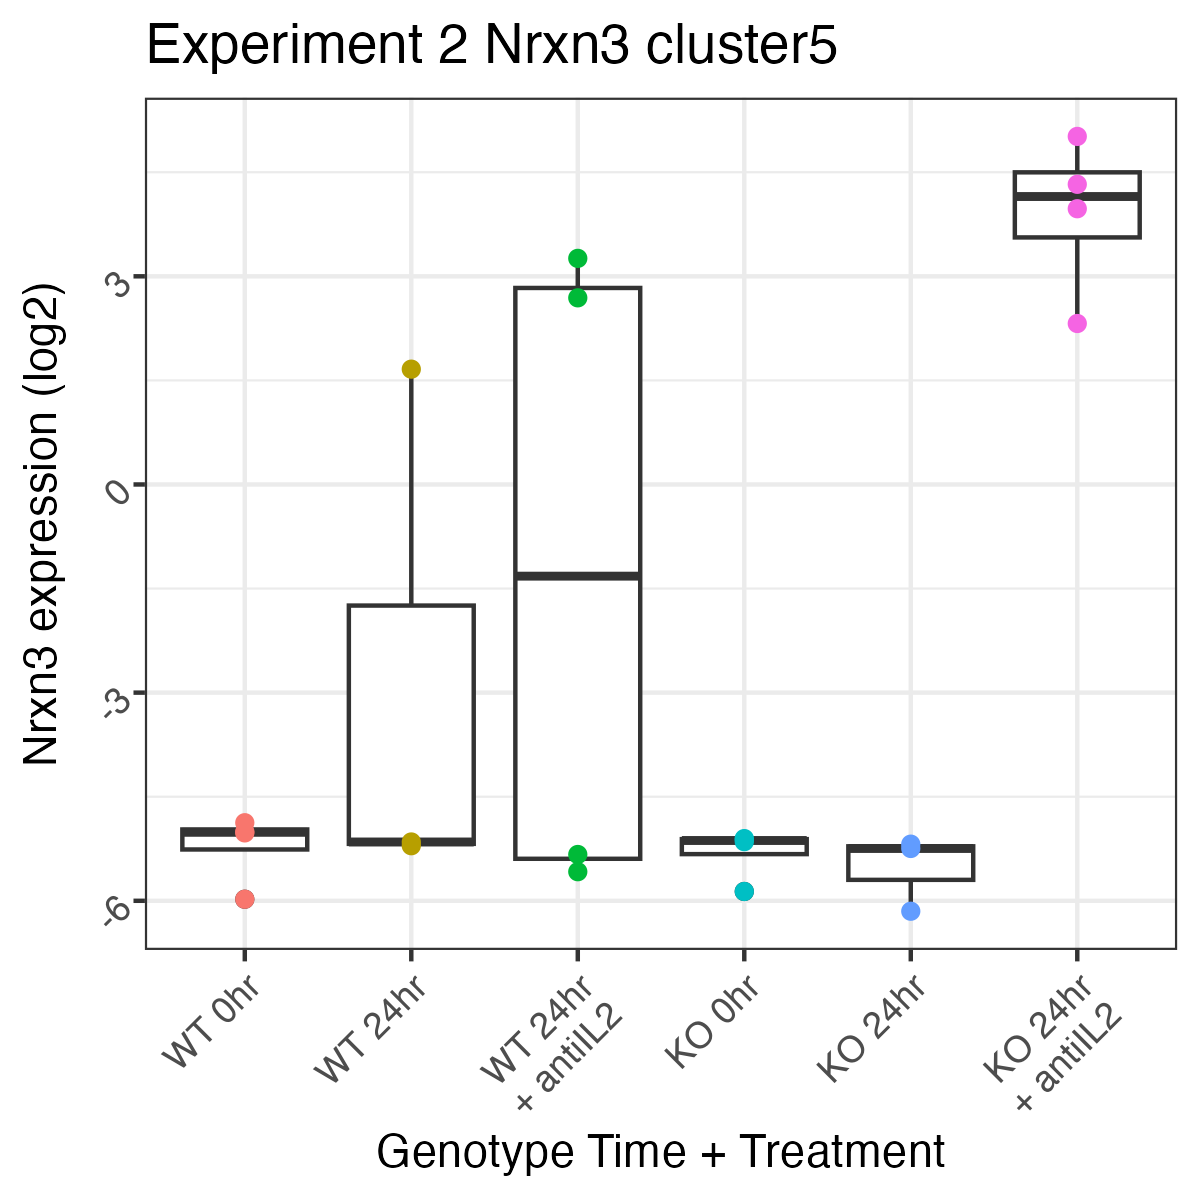 Experiment 2 Nrxn3 cluster5
Nrxn3 expression (log2)
3
0
-3
-6
WT 0hr
WT 24hr
WT 24hr
+ antiIL2
KO 0hr
KO 24hr
KO 24hr
+ antiIL2
Genotype Time + Treatment